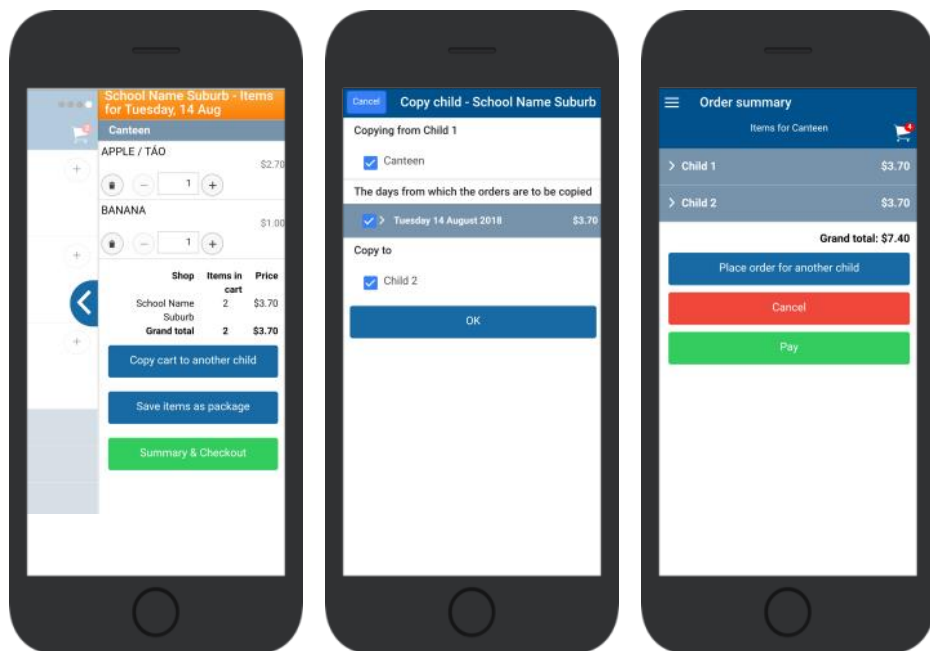 School Name Suburb - Items
for Tuesday, 14 Aug
Canteen
APPLE / TÁO
$2.70
1
BANANA
$1.00
1
Shop Items in Price
cart
School Name 2 $3.70
Suburb
Grand total 2 $3.70
Copy cart to another child
Save items as package
Summary & Checkout
Cancel Copy child - School Name Suburb
Copying from Child 1
Canteen
The days from which the orders are to be copied
Tuesday 14 August 2018 $3.70
Copy to
Child 2
OK
Order summary
Items for Canteen
4
Child 1 $3.70
Child 2 $3.70
Grand total: $7.40
Place order for another child
Cancel
Pay